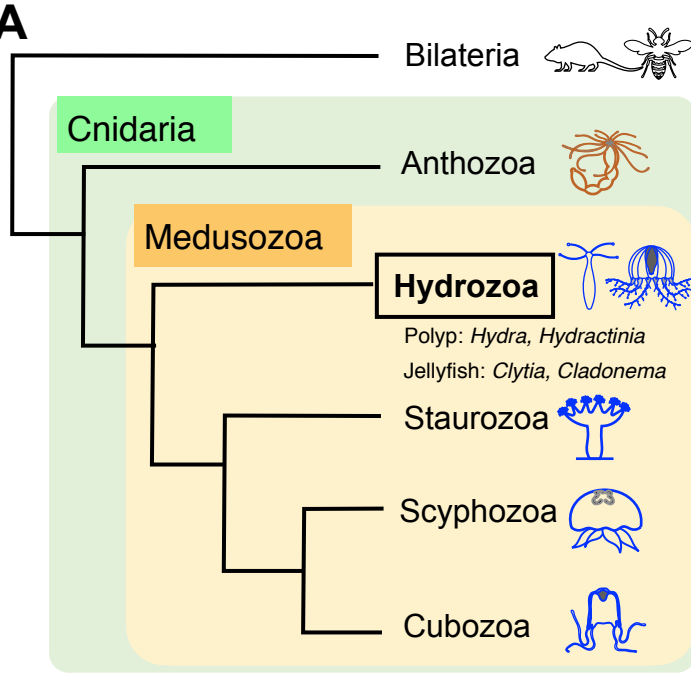 A
Bilateria
Cnidaria
Anthozoa
Medusozoa
Hydrozoa
Polyp: Hydra, Hydractinia
Jellyfish: Clytia, Cladonema
Staurozoa
Scyphozoa
Cubozoa